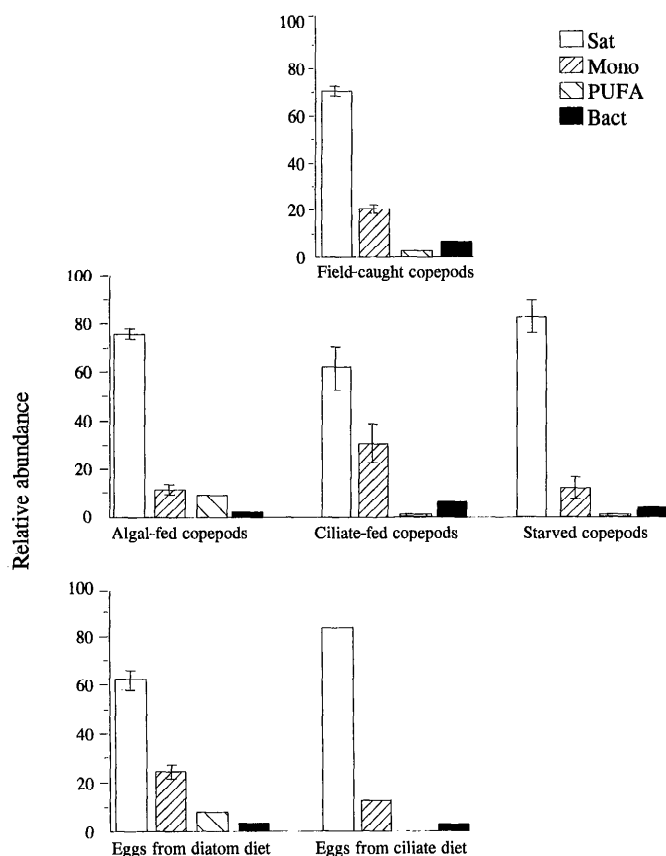 100
80
60
40
20
0
Sat
Mono
PUFA
Bact
Field-caught copepods
Relative abundance
100
80
60
40
20
0
Algal-fed copepods
Ciliate-fed copepods
Starved copepods
100
80
60
40
20
0
Eggs from diatom diet
Eggs from ciliate diet